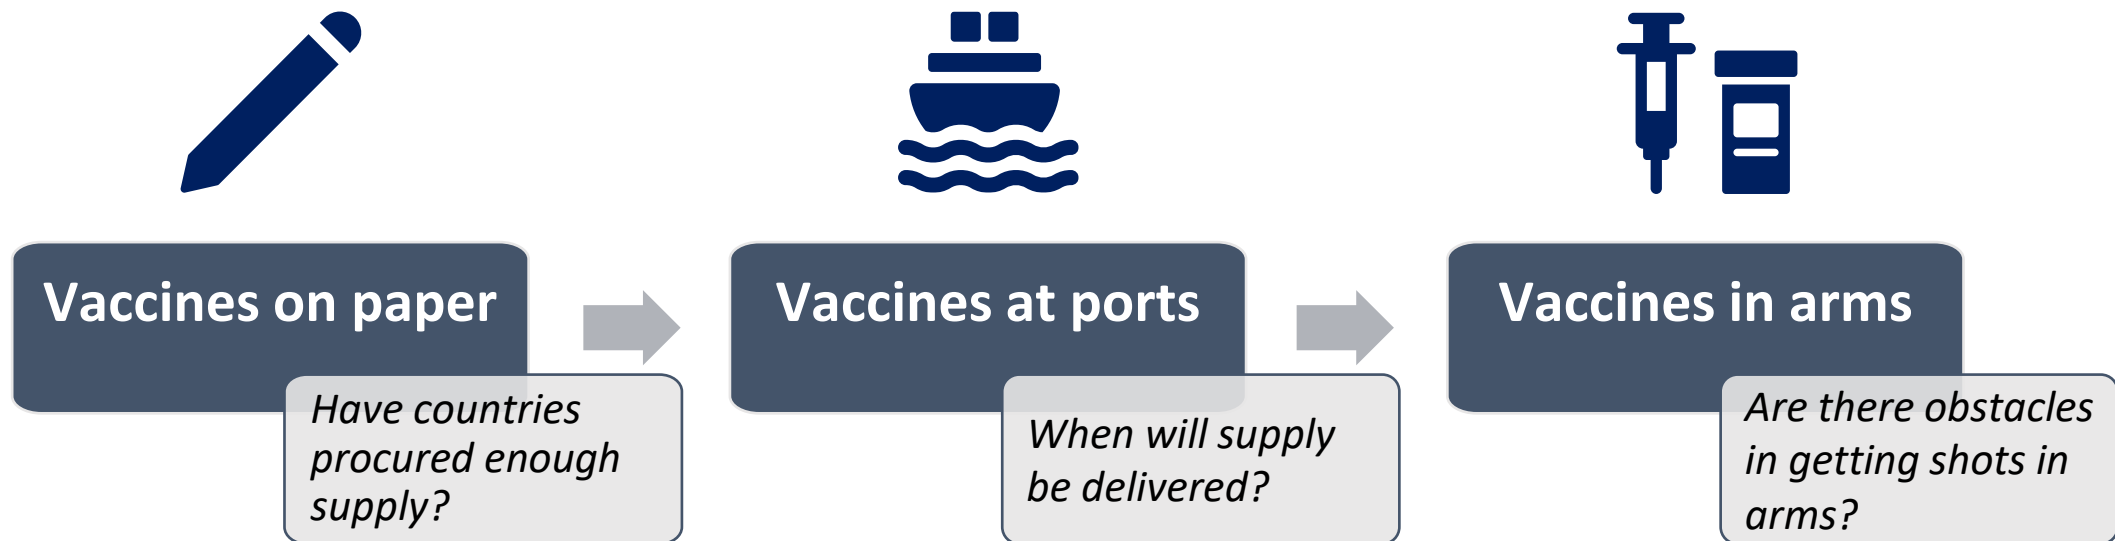 Vaccines on paper
Have countries
procured enough
supply?
Vaccines at ports
When will supply
be delivered?
Vaccines in arms
Are there obstacles
in getting shots in
arms?